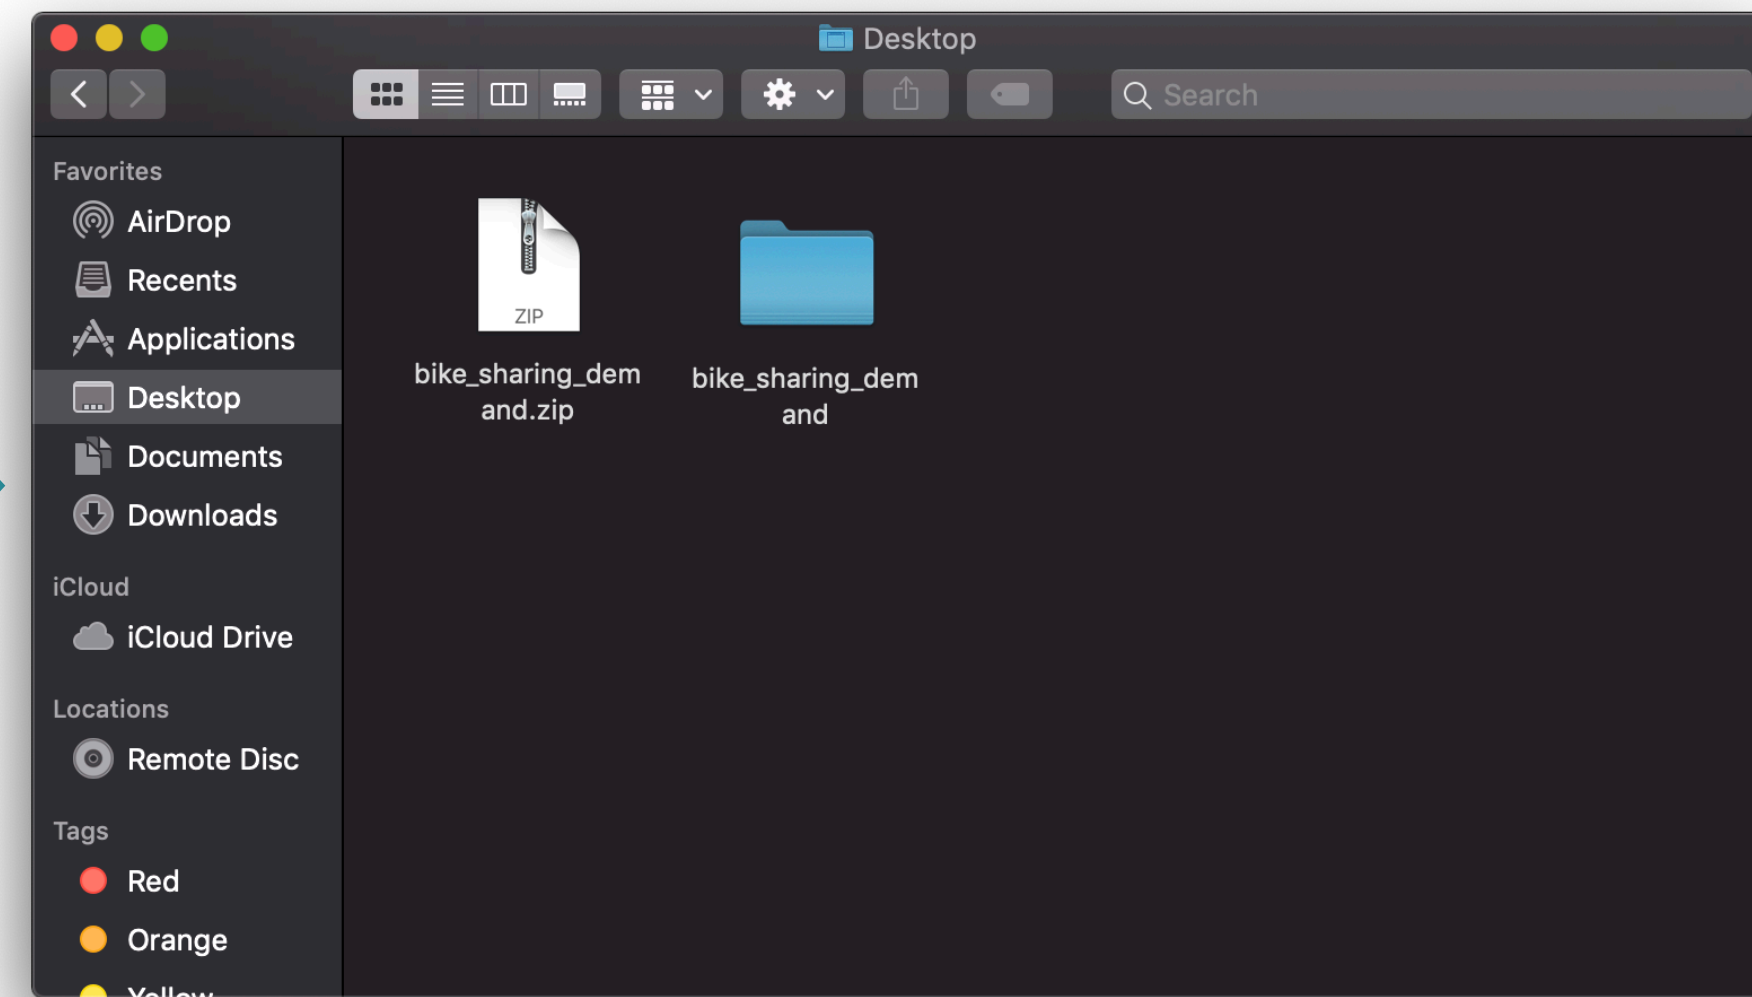 Desktop
Search
Favorites
AirDrop
Recents
Applications
Desktop
Documents
Downloads
iCloud
iCloud Drive
Locations
Remote Disc
Tags
Red
Orange
Yellow
ZIP
bike_sharing_dem
and.zip
bike_sharing_dem
and